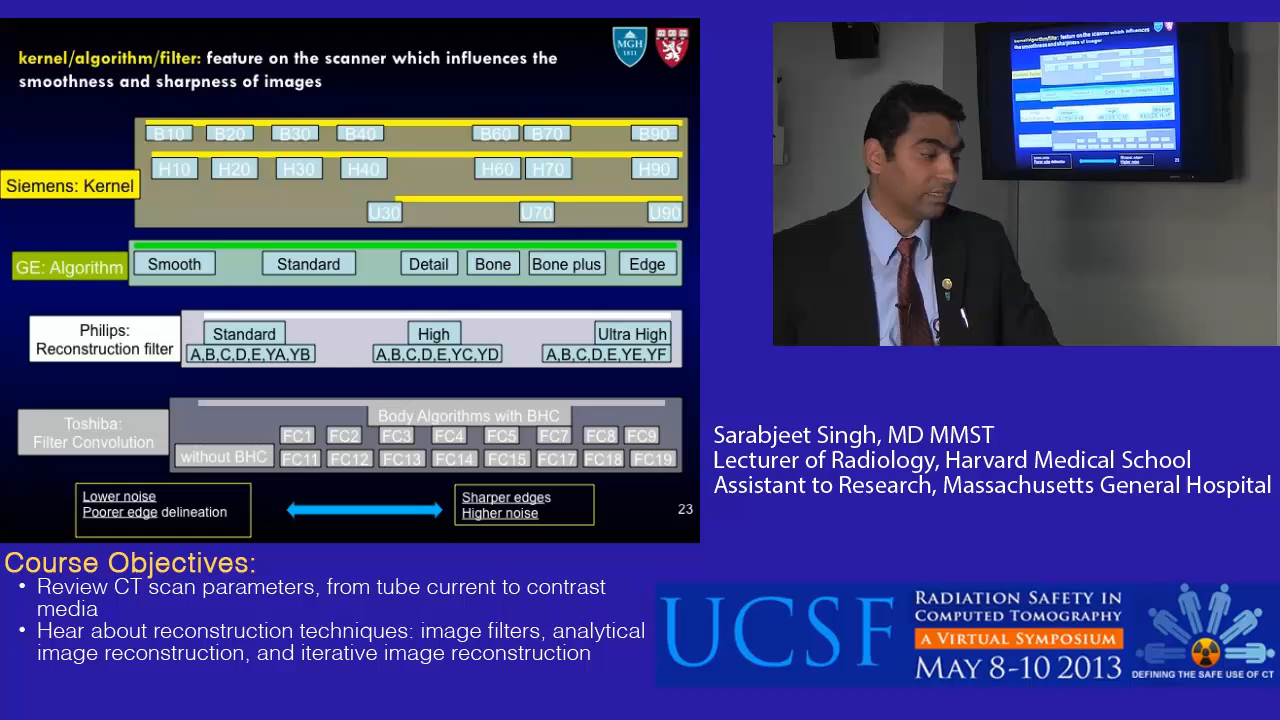 kernel/algorithm/filter: feature on the scanner which influences the
smoothness and sharpness of images
MGH
1811
B10 B20 B30 B40 B60 B70 B90
H10 H20 H30 H40 H60 H70 H90
Siemens: Kernel
U30 U70 U90
GE: Algorithm
Smooth Standard Detail Bone Bone plus Edge
Philips:
Reconstruction filter
Standard High Ultra High
A,B,C,D,E,YA,YB A,B,C,D,E,YC,YD A,B,C,D,E,YE,YF
Toshiba:
Filter Convolution
Body Algorithms with BHC
FC1 FC2 FC3 FC4 FC5 FC7 FC8 FC9
without BHC
FC11 FC12 FC13 FC14 FC15 FC17 FC18 FC19
Lower noise
Poorer edge delineation
Sharper edges
Higher noise
23
Sarabjeet Singh, MD MMST
Lecturer of Radiology, Harvard Medical School
Assistant to Research, Massachusetts General Hospital
Course Objectives:
• Review CT scan parameters, from tube current to contrast
media
• Hear about reconstruction techniques: image filters, analytical
image reconstruction, and iterative image reconstruction
UCSF
RADIATION SAFETY IN
COMPUTED TOMOGRAPHY
A VIRTUAL SYMPOSIUM
MAY 8-10 2013
DEFINING THE SAFE USE OF CT